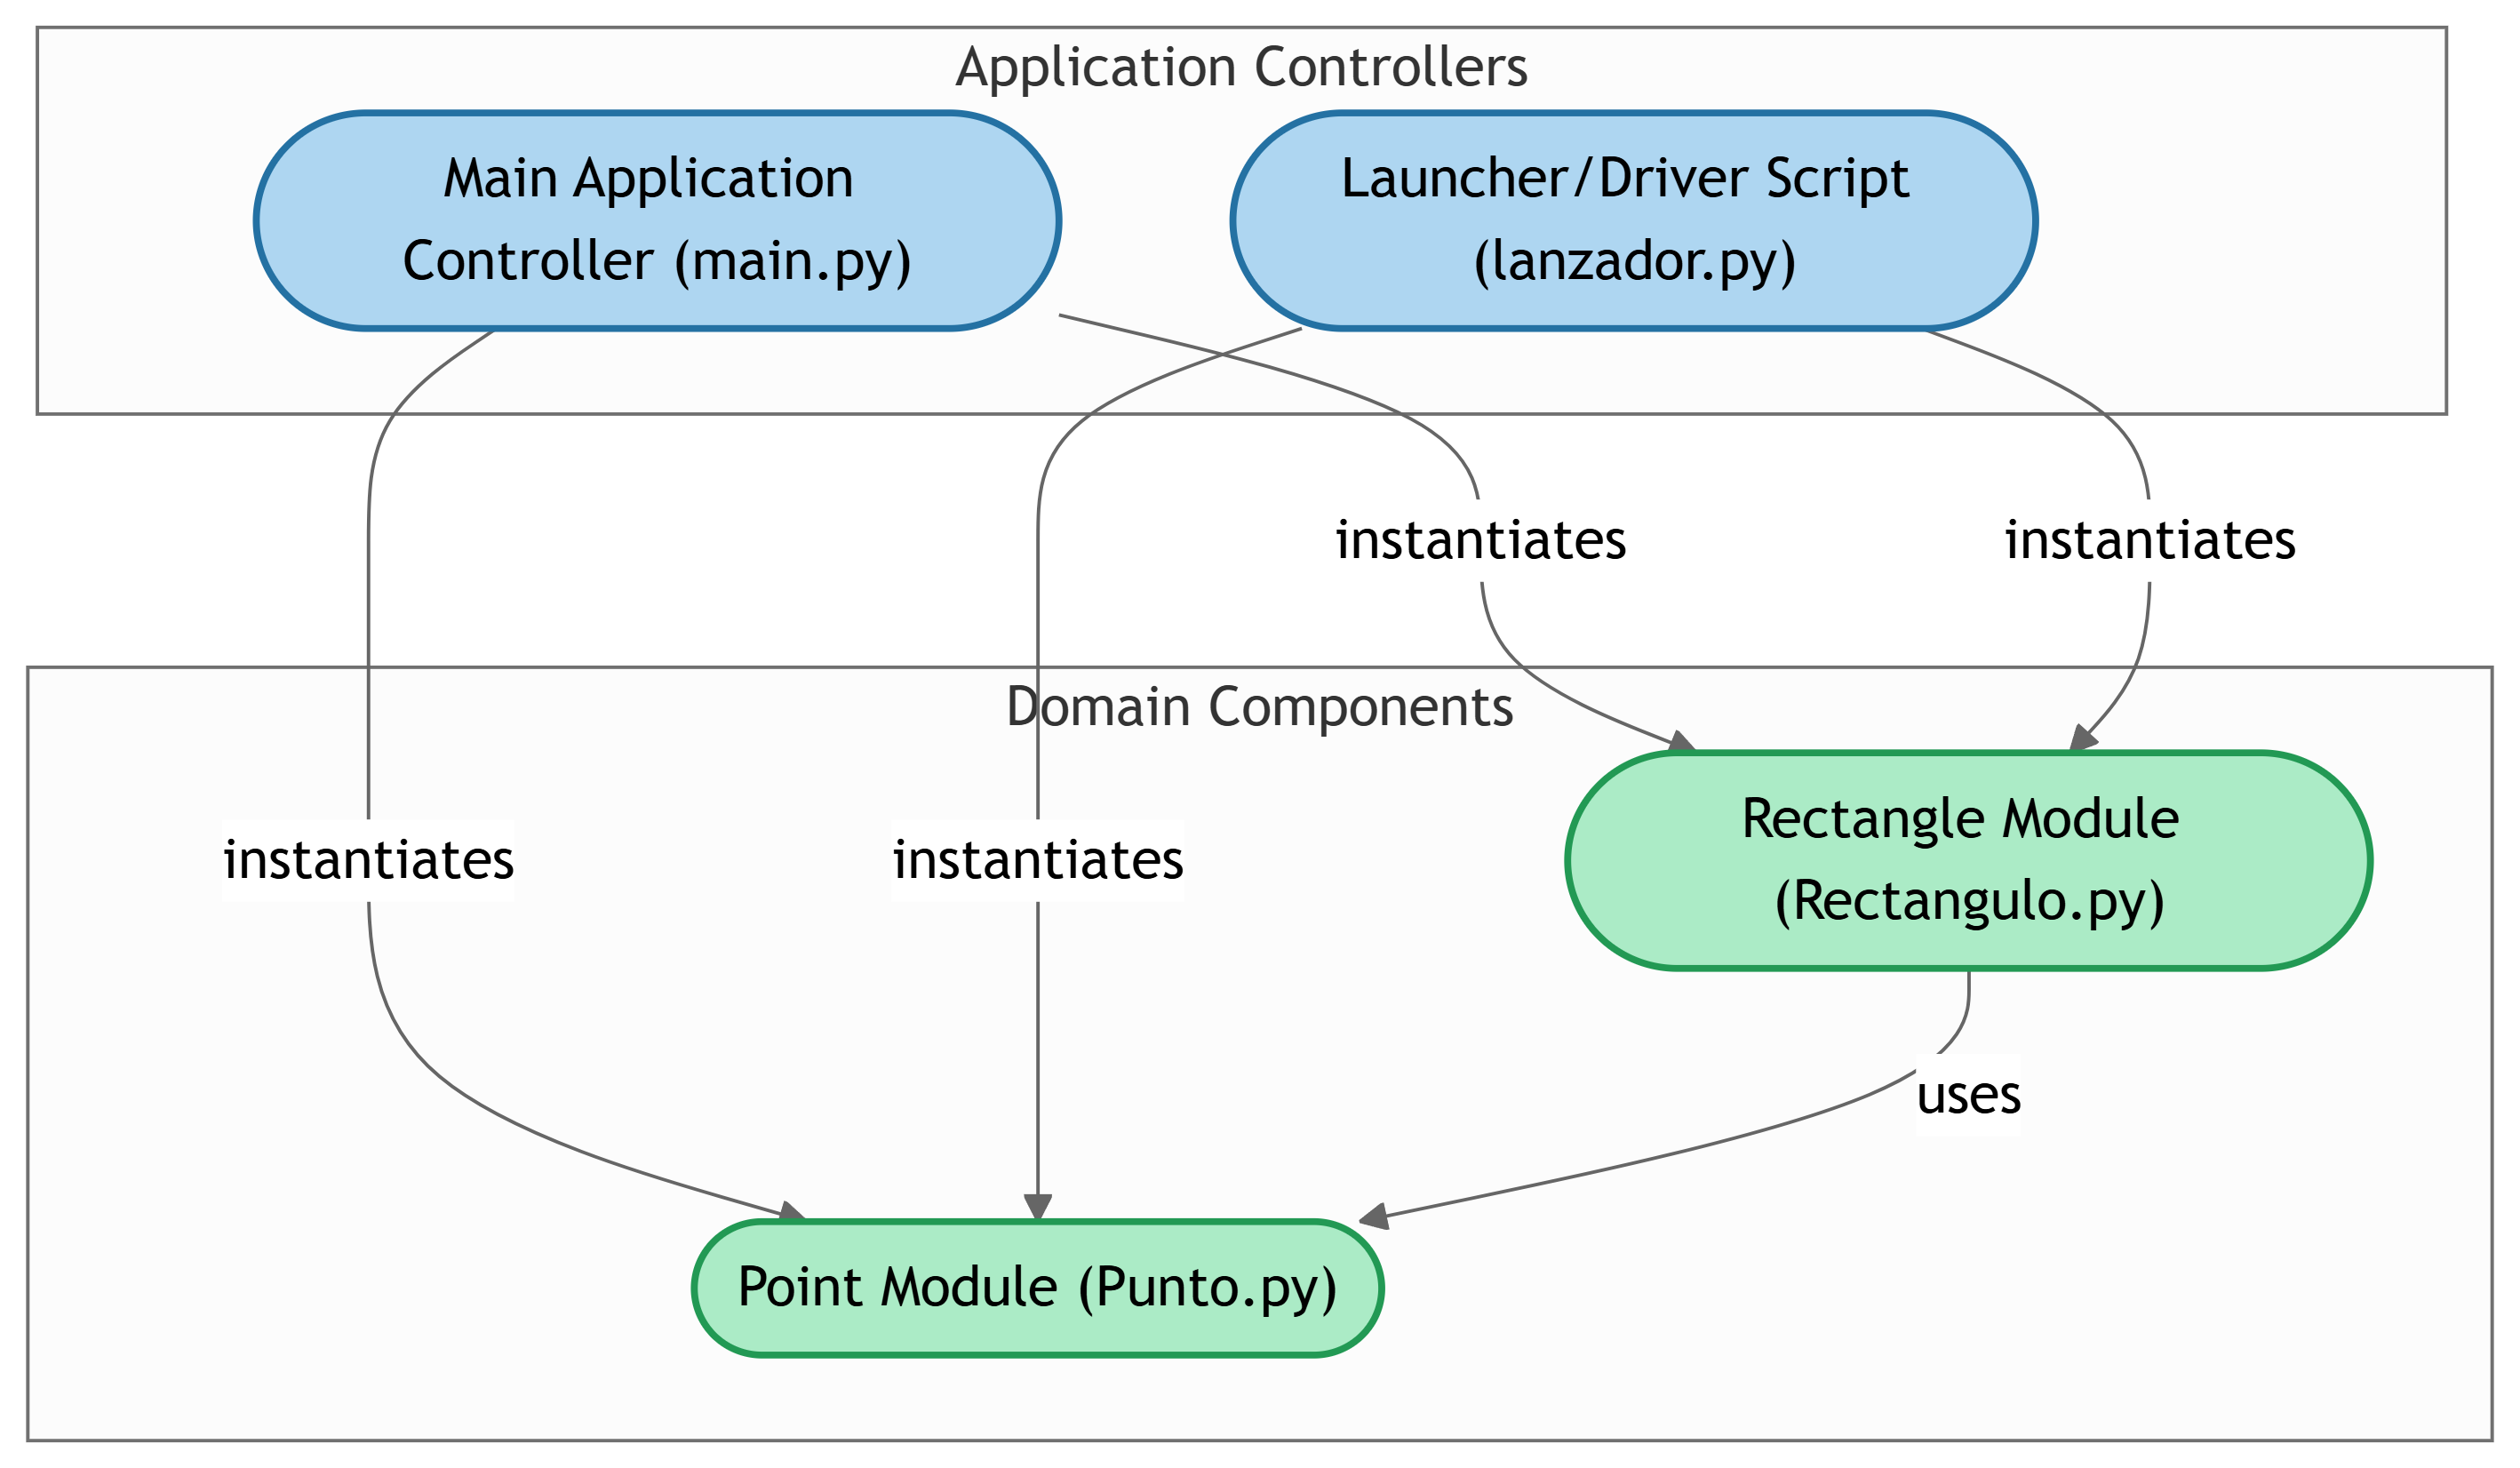 Application Controllers
Main Application
Controller (main.py)
Launcher/Driver Script
(lanzador.py)
instantiates
instantiates
Domain Components
Rectangle Module
(Rectangulo.py)
instantiates
instantiates
uses
Point Module (Punto.py)